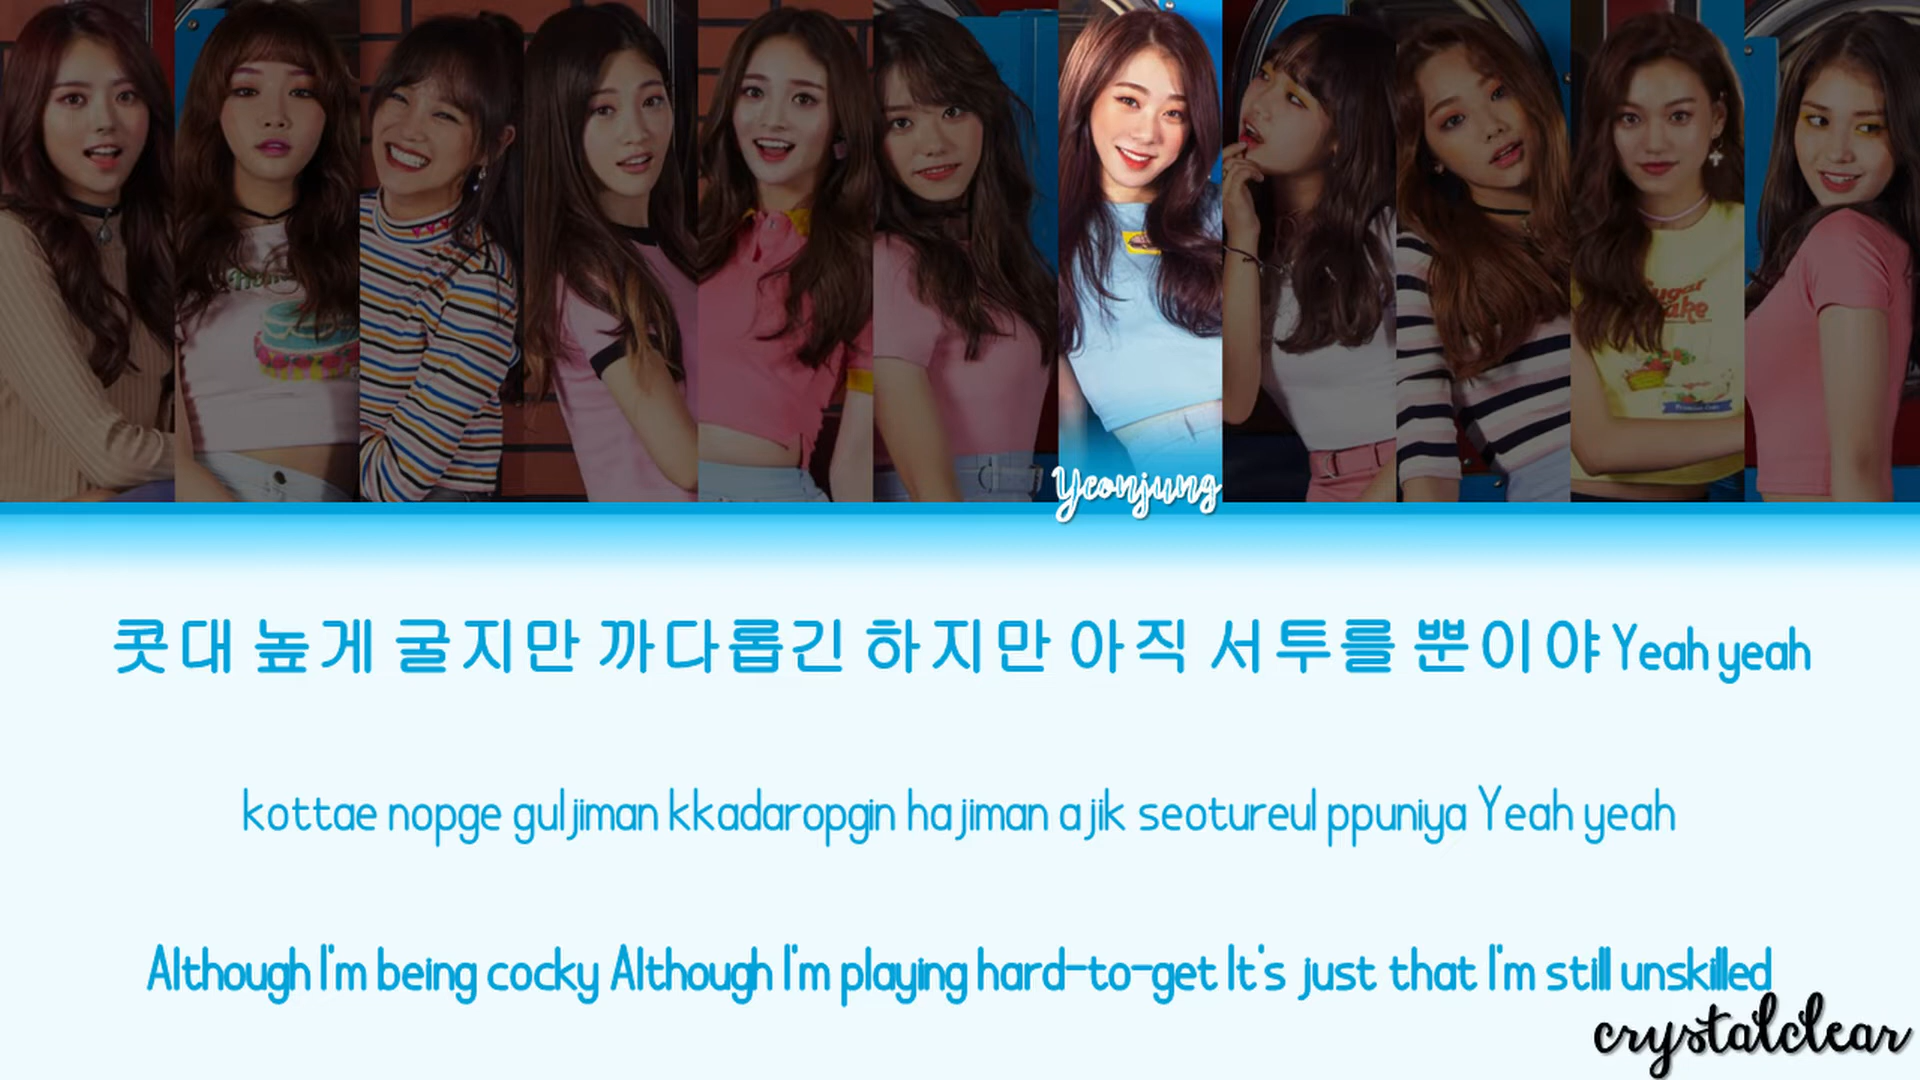 Yeonjung
콧대 높게 굴지만 까다롭긴 하지만 아직 서투를 뿐이야 Yeah yeah
kottae nopge guljiman kkadaropgin hajiman ajik seotureul ppuniya Yeah yeah
Although I'm being cocky Although I'm playing hard-to-get It's just that I'm still unskilled
crystalclear